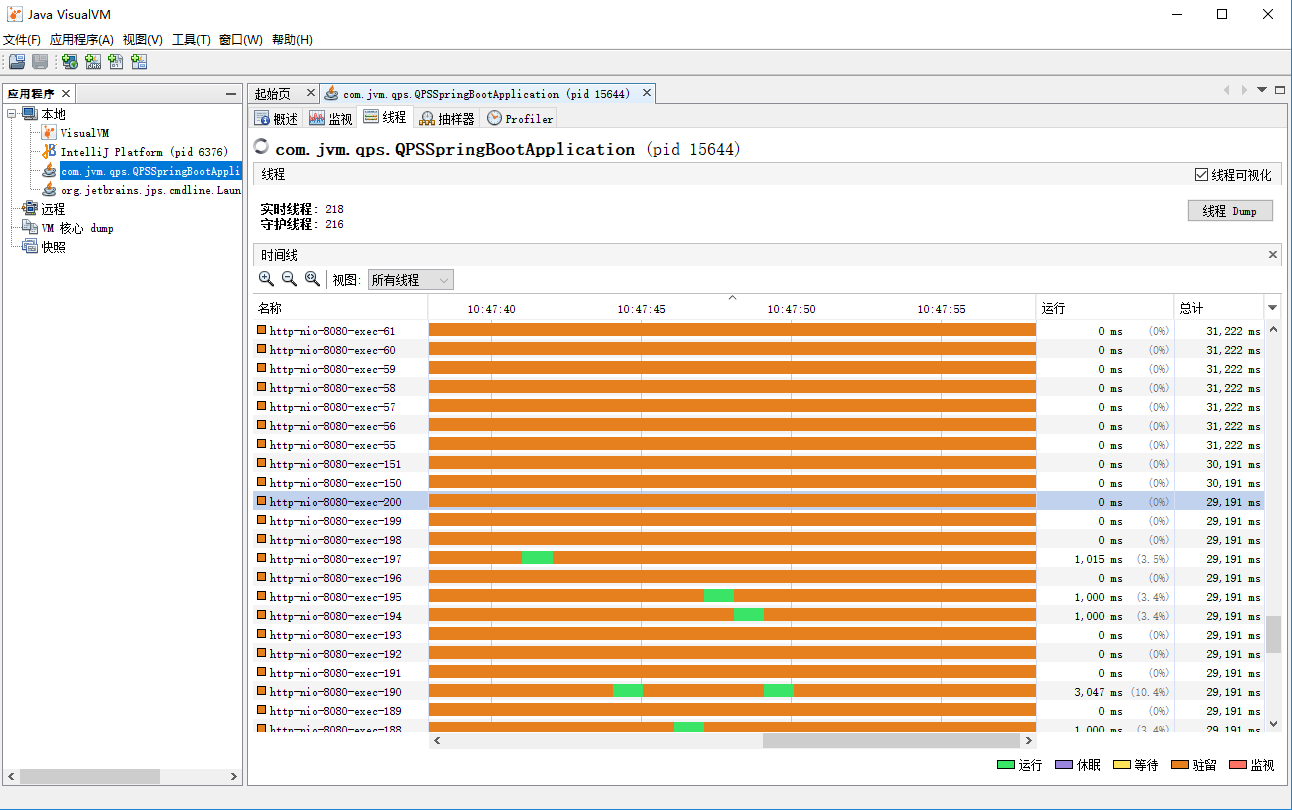 Java VisualVM
文件(F) 应用程序(A) 视图(V) 工具(T) 窗口(W) 帮助(H)
应用程序
本地
VisualVM
IntelliJ Platform (pid 6376)
com.jvm.qps.QPSSpringBootAppli
org.jetbrains.jps.cmdline.Laun
远程
VM 核心 dump
快照
起始页 com.jvm.qps.QPSSpringBootApplication (pid 15644)
概述 监视 线程 抽样器 Profiler
com.jvm.qps.QPSSpringBootApplication (pid 15644)
线程 线程可视化
实时线程: 218
守护线程: 216
线程 Dump
时间线
视图: 所有线程
名称 10:47:40 10:47:45 10:47:50 10:47:55 运行 总计
http-nio-8080-exec-61 0 ms (0%) 31,222 ms
http-nio-8080-exec-60 0 ms (0%) 31,222 ms
http-nio-8080-exec-59 0 ms (0%) 31,222 ms
http-nio-8080-exec-58 0 ms (0%) 31,222 ms
http-nio-8080-exec-57 0 ms (0%) 31,222 ms
http-nio-8080-exec-56 0 ms (0%) 31,222 ms
http-nio-8080-exec-55 0 ms (0%) 31,222 ms
http-nio-8080-exec-151 0 ms (0%) 30,191 ms
http-nio-8080-exec-150 0 ms (0%) 30,191 ms
http-nio-8080-exec-200 0 ms (0%) 29,191 ms
http-nio-8080-exec-199 0 ms (0%) 29,191 ms
http-nio-8080-exec-198 0 ms (0%) 29,191 ms
http-nio-8080-exec-197 1,015 ms (3.5%) 29,191 ms
http-nio-8080-exec-196 0 ms (0%) 29,191 ms
http-nio-8080-exec-195 1,000 ms (3.4%) 29,191 ms
http-nio-8080-exec-194 1,000 ms (3.4%) 29,191 ms
http-nio-8080-exec-193 0 ms (0%) 29,191 ms
http-nio-8080-exec-192 0 ms (0%) 29,191 ms
http-nio-8080-exec-191 0 ms (0%) 29,191 ms
http-nio-8080-exec-190 3,047 ms (10.4%) 29,191 ms
http-nio-8080-exec-189 0 ms (0%) 29,191 ms
http-nio-8080-exec-188 1,000 ms (3.4%) 29,191 ms
运行 休眠 等待 驻留 监视